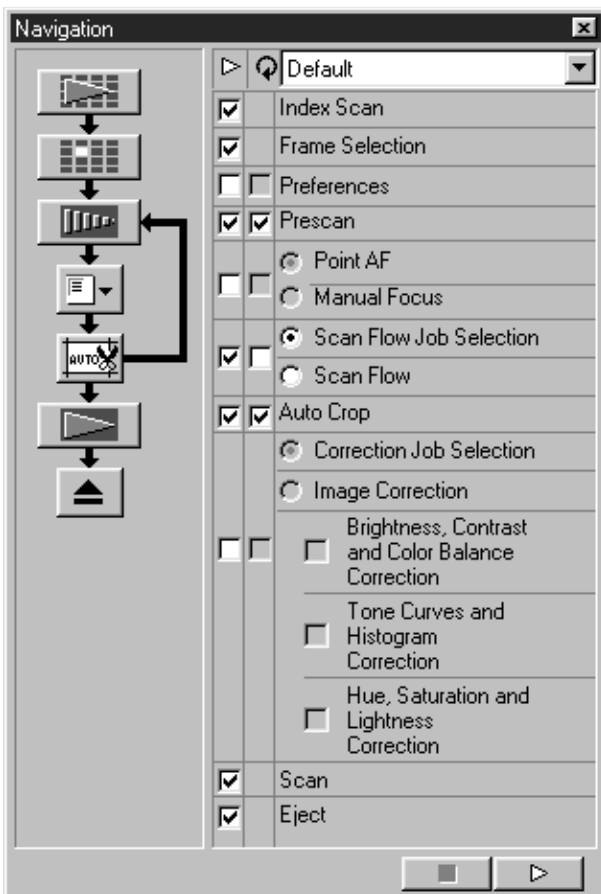 Navigation
Default
Index Scan
Frame Selection
Preferences
Prescan
Point AF
Manual Focus
AUTO
Scan Flow Job Selection
Scan Flow
Auto Crop
Correction Job Selection
Image Correction
Brightness, Contrast
and Color Balance
Correction
Tone Curves and
Histogram
Correction
Hue, Saturation and
Lightness
Correction
Scan
Eject